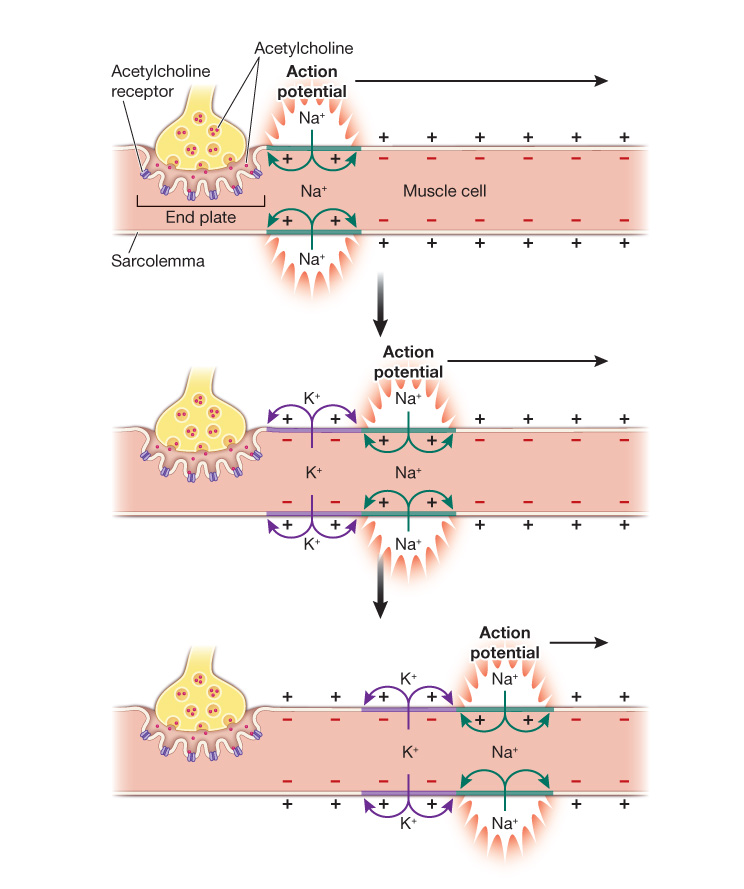 Acetylcholine
Acetylcholine
receptor
Action
potential
Na⁺
+ + + + + +
+ + − − − − − −
Na⁺
Muscle cell
+ + − − − − − −
End plate
+ + + + + +
Na⁺
Sarcolemma
Action
potential
K⁺
Na⁺
+ + + + + +
− − + + − − − −
K⁺
Na⁺
− − + + − − − −
+ + + + + +
K⁺
Na⁺
Action
potential
K⁺
Na⁺
+ + + + + +
− − − − + + − −
K⁺
Na⁺
− − − − − −
+ + + + + +
K⁺
Na⁺